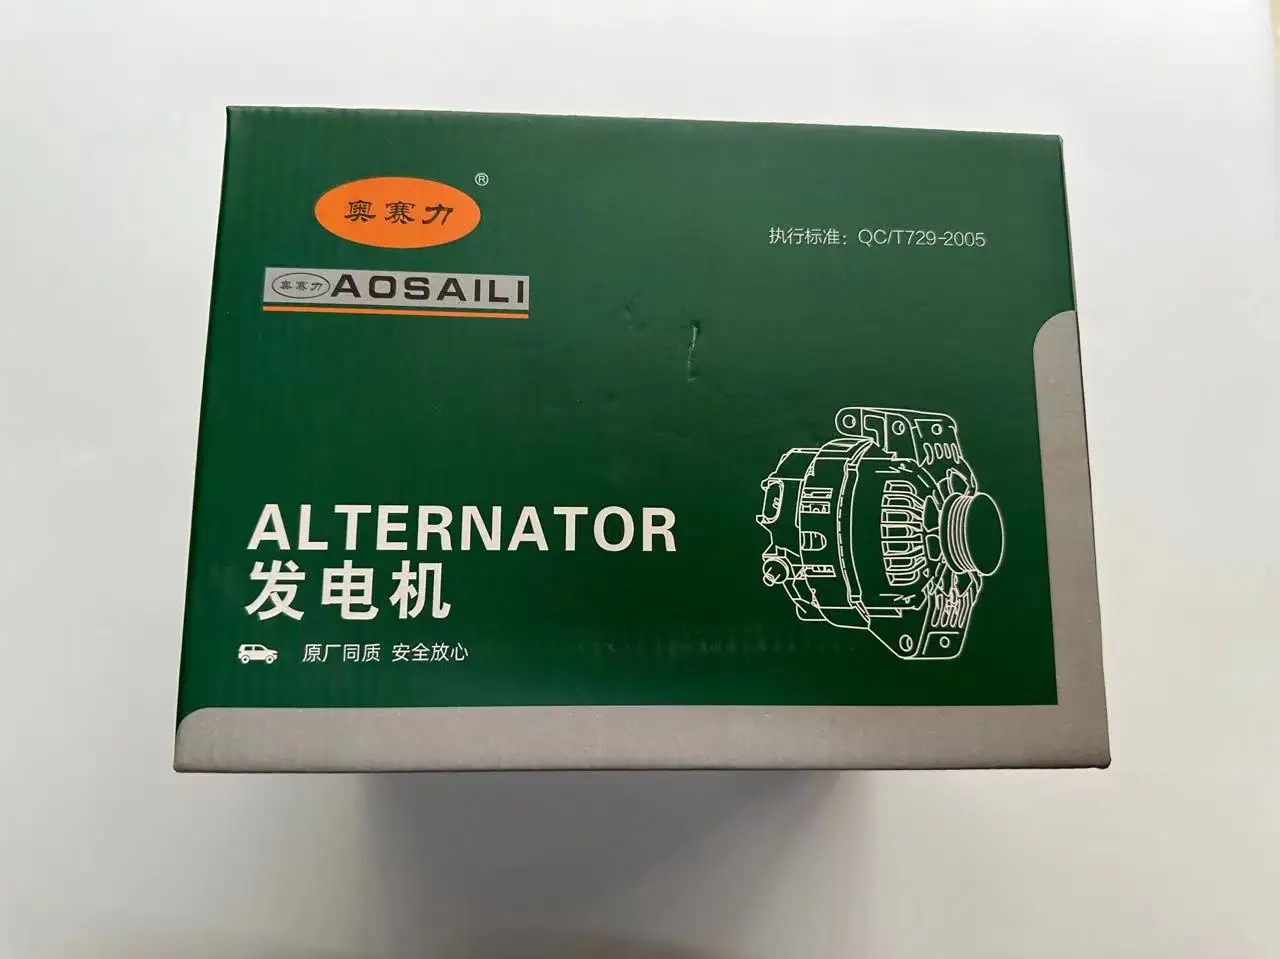 奥赛力®
奥赛力 AOSAILI
执行标准：QC/T729-2005
ALTERNATOR
发电机
原厂同质 安全放心